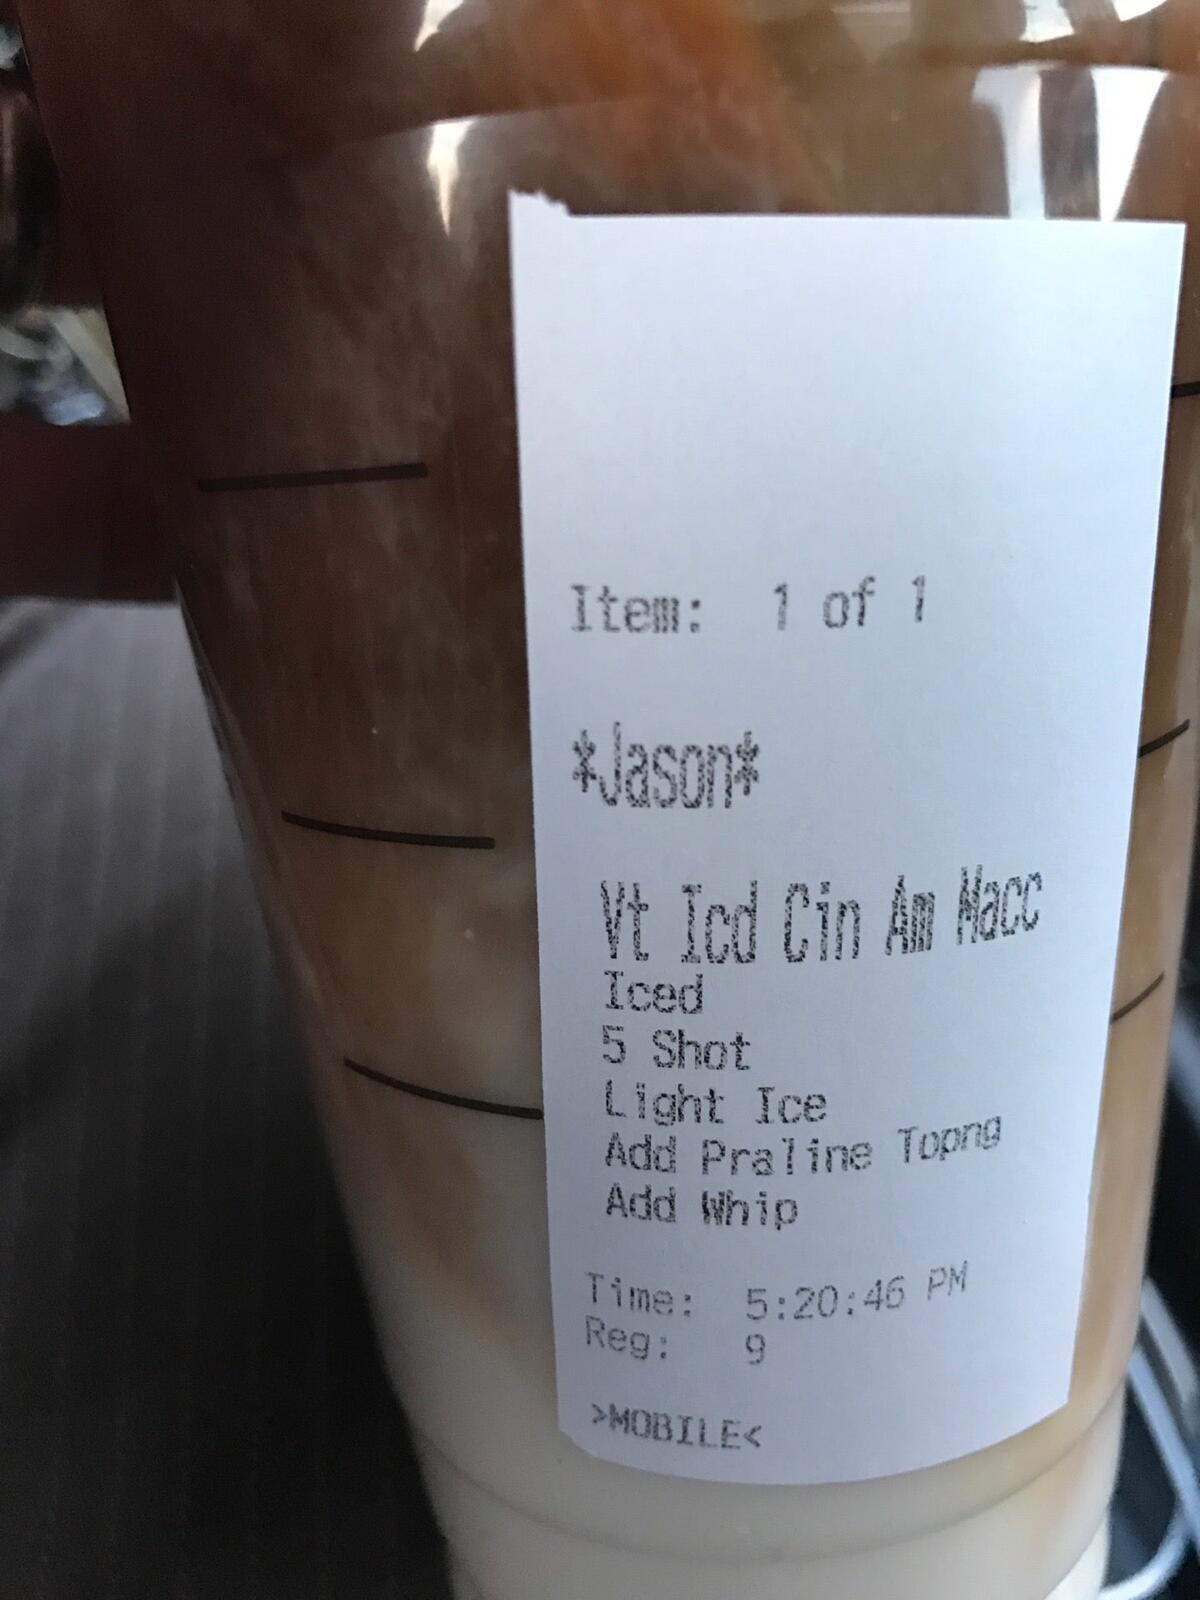 Item: 1 of 1
*Jason*
Vt Icd Cin Am Macc
Iced
5 Shot
Light Ice
Add Praline Topng
Add Whip
Time: 5:20:46 PM
Reg: 9
>MOBILE<